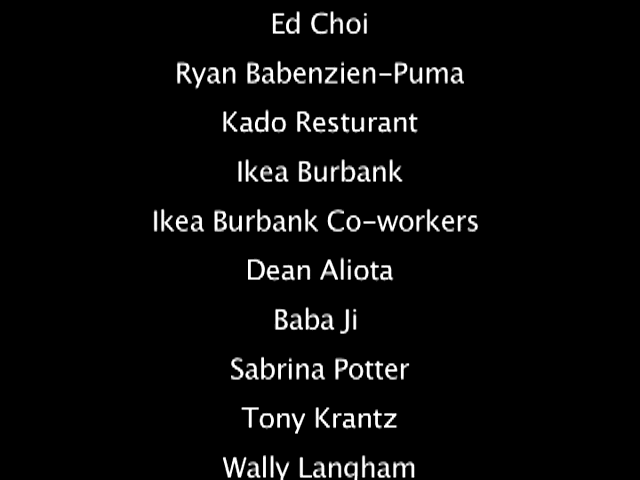 Ed Choi
Ryan Babenzien-Puma
Kado Resturant
Ikea Burbank
Ikea Burbank Co-workers
Dean Aliota
Baba Ji
Sabrina Potter
Tony Krantz
Wally Langham